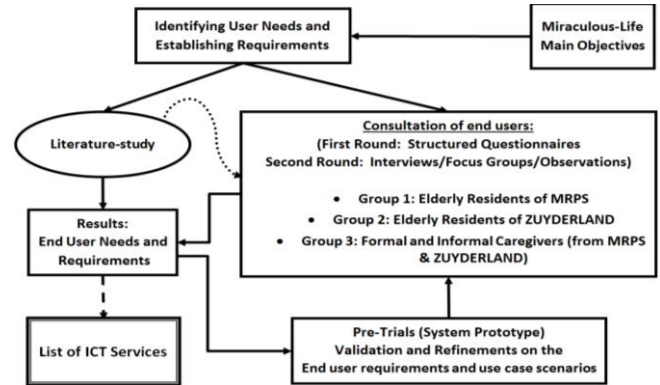 Identifying User Needs and
Establishing Requirements
Miraculous-Life
Main Objectives
Literature-study
Consultation of end users:
(First Round: Structured Questionnaires
Second Round: Interviews/Focus Groups/Observations)
• Group 1: Elderly Residents of MRPS
• Group 2: Elderly Residents of ZUYDERLAND
• Group 3: Formal and Informal Caregivers (from MRPS
& ZUYDERLAND)
Results:
End User Needs and
Requirements
List of ICT Services
Pre-Trials (System Prototype)
Validation and Refinements on the
End user requirements and use case scenarios